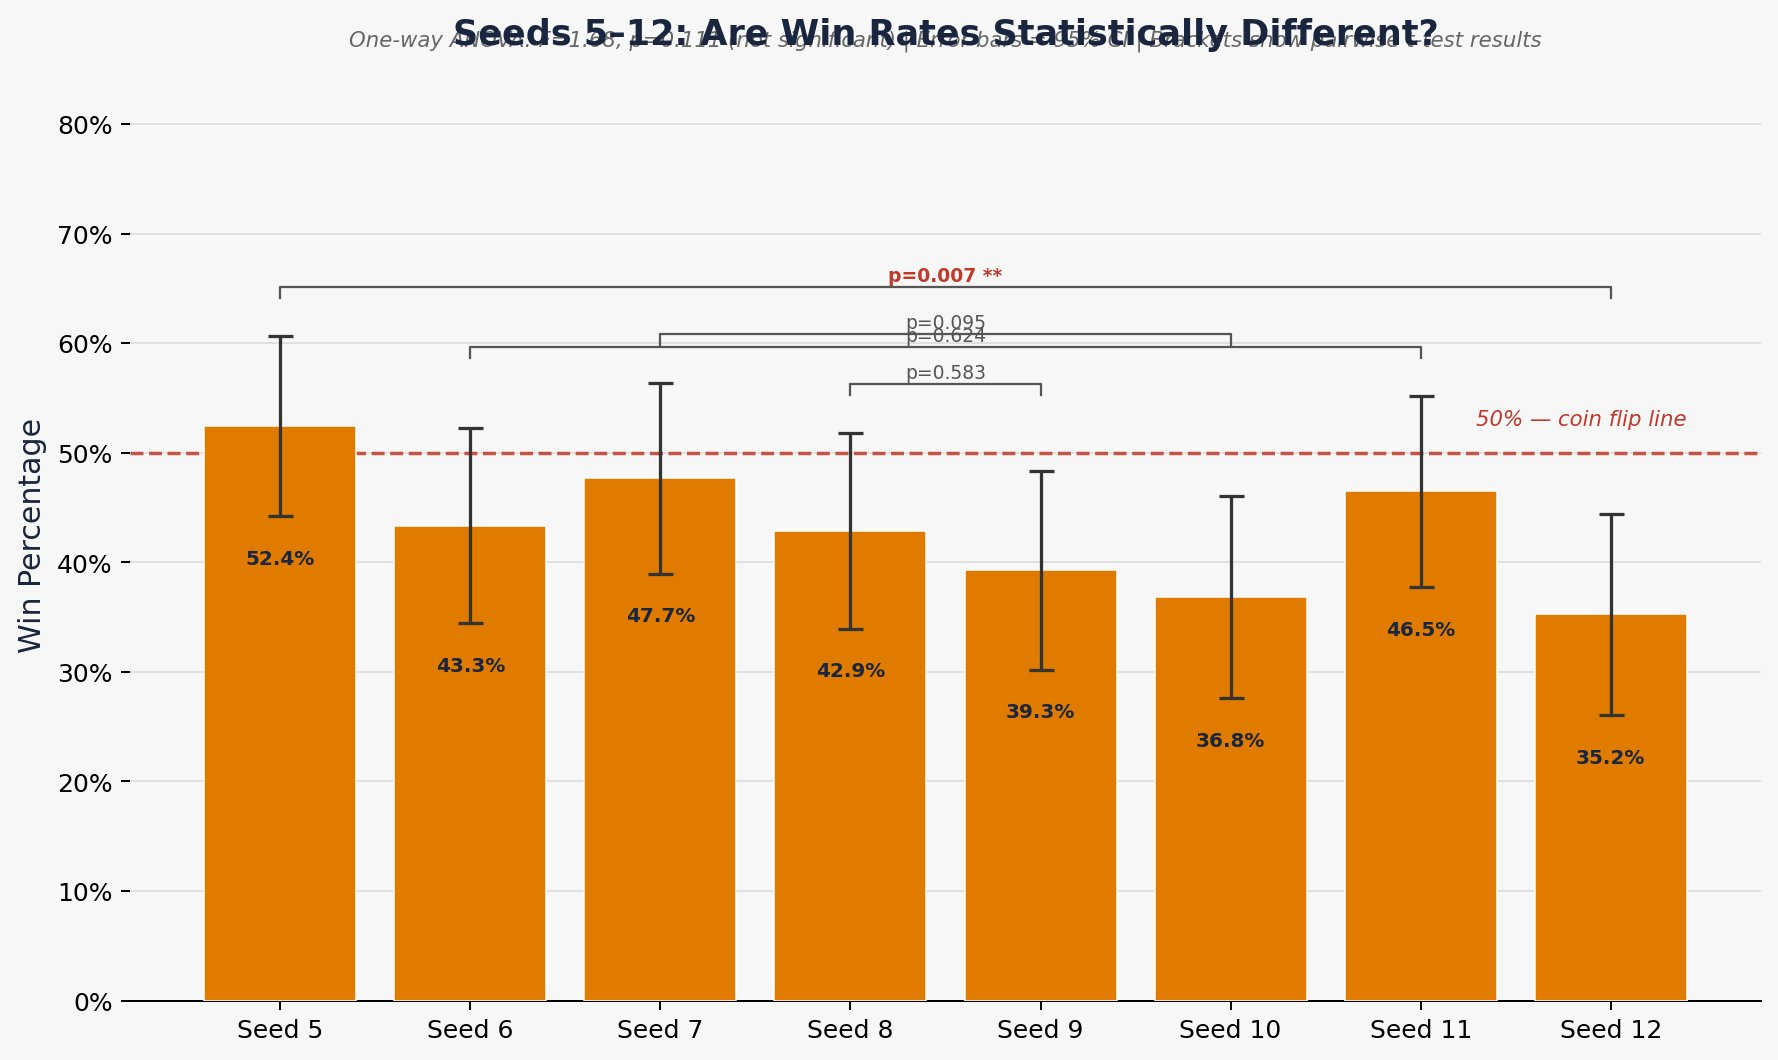 Seeds 5–12: Are Win Rates Statistically Different?
One-way ANOVA: F=1.68, p=0.111 (not significant) | Error bars = 95% CI | Brackets show pairwise t-test results
80%
70%
60%
50%
40%
30%
20%
10%
0%
Win Percentage
p=0.007 **
p=0.095
p=0.624
p=0.583
50% — coin flip line
52.4%
43.3%
47.7%
42.9%
39.3%
36.8%
46.5%
35.2%
Seed 5
Seed 6
Seed 7
Seed 8
Seed 9
Seed 10
Seed 11
Seed 12